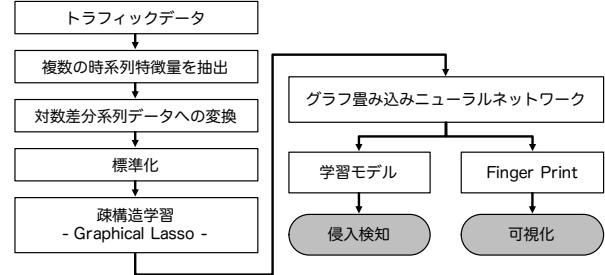 トラフィックデータ
複数の時系列特徴量を抽出
対数差分系列データへの変換
標準化
疎構造学習
- Graphical Lasso -
グラフ畳み込みニューラルネットワーク
学習モデル
Finger Print
侵入検知
可視化